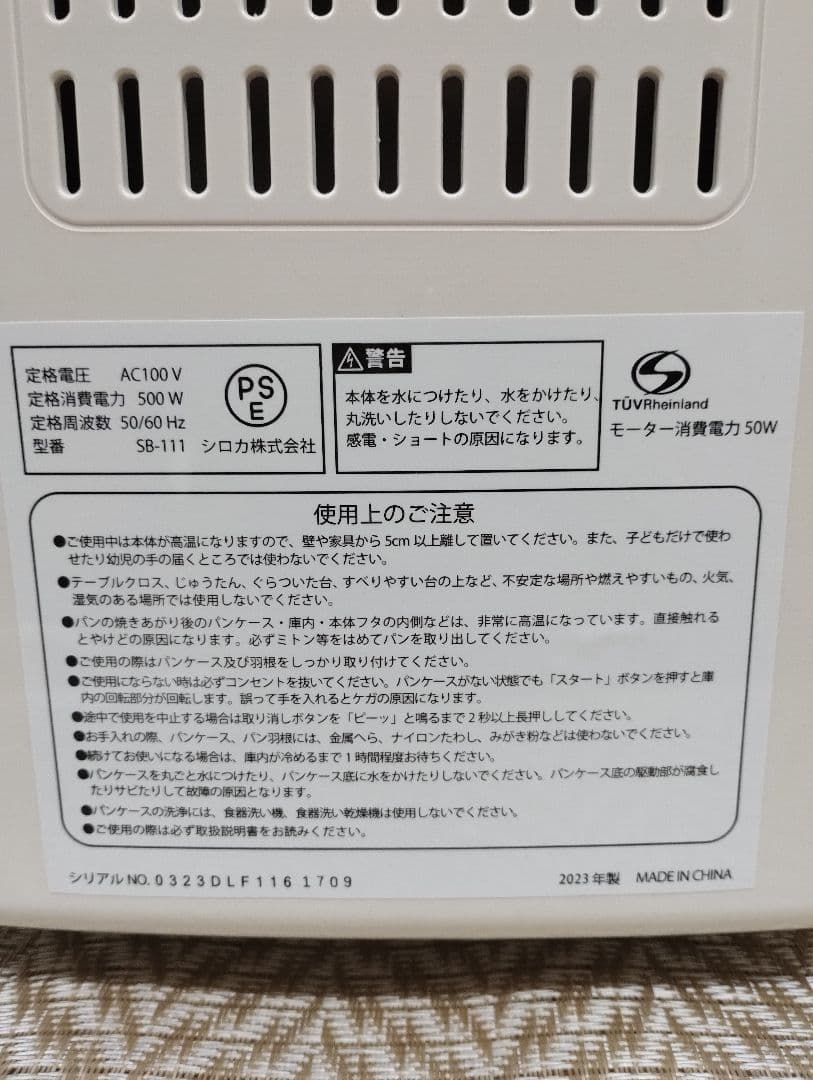 定格電圧 AC100 V
定格消費電力 500 W
定格周波数 50/60 Hz
型番 SB-111 シロカ株式会社
PS
E
警告
本体を水につけたり、水をかけたり、
丸洗いしたりしないでください。
感電・ショートの原因になります。
TÜVRheinland
モーター消費電力 50W
使用上のご注意
●ご使用中は本体が高温になりますので、壁や家具から 5cm 以上離して置いてください。また、子どもだけで使わ
せたり幼児の手の届くところでは使わないでください。
●テーブルクロス、じゅうたん、ぐらついた台、すべりやすい台の上など、不安定な場所や燃えやすいもの、火気、
湿気のある場所では使用しないでください。
●パンの焼きあがり後のパンケース・庫内・本体フタの内側などは、非常に高温になっています。直接触れる
とやけどの原因になります。必ずミトン等をはめてパンを取り出してください。
●ご使用の際はパンケース及び羽根をしっかり取り付けてください。
●ご使用にならない時は必ずコンセントを抜いてください。パンケースがない状態でも「スタート」ボタンを押すと庫
内の回転部分が回転します。誤って手を入れるとケガの原因になります。
●途中で使用を中止する場合は取り消しボタンを「ピーッ」と鳴るまで 2 秒以上長押ししてください。
●お手入れの際、パンケース、パン羽根には、金属へら、ナイロンたわし、みがき粉などは使わないでください。
●続けてお使いになる場合は、庫内が冷めるまで 1 時間程度お待ちください。
●パンケースを丸ごと水につけたり、パンケース底に水をかけたりしないでください。パンケース底の駆動部が腐食し
たりサビたりして故障の原因となります。
●パンケースの洗浄には、食器洗い機、食器洗い乾燥機は使用しないでください。
●ご使用の際は必ず取扱説明書をお読みください。
シリアル NO. 0323DLF116 1709
2023 年製 MADE IN CHINA